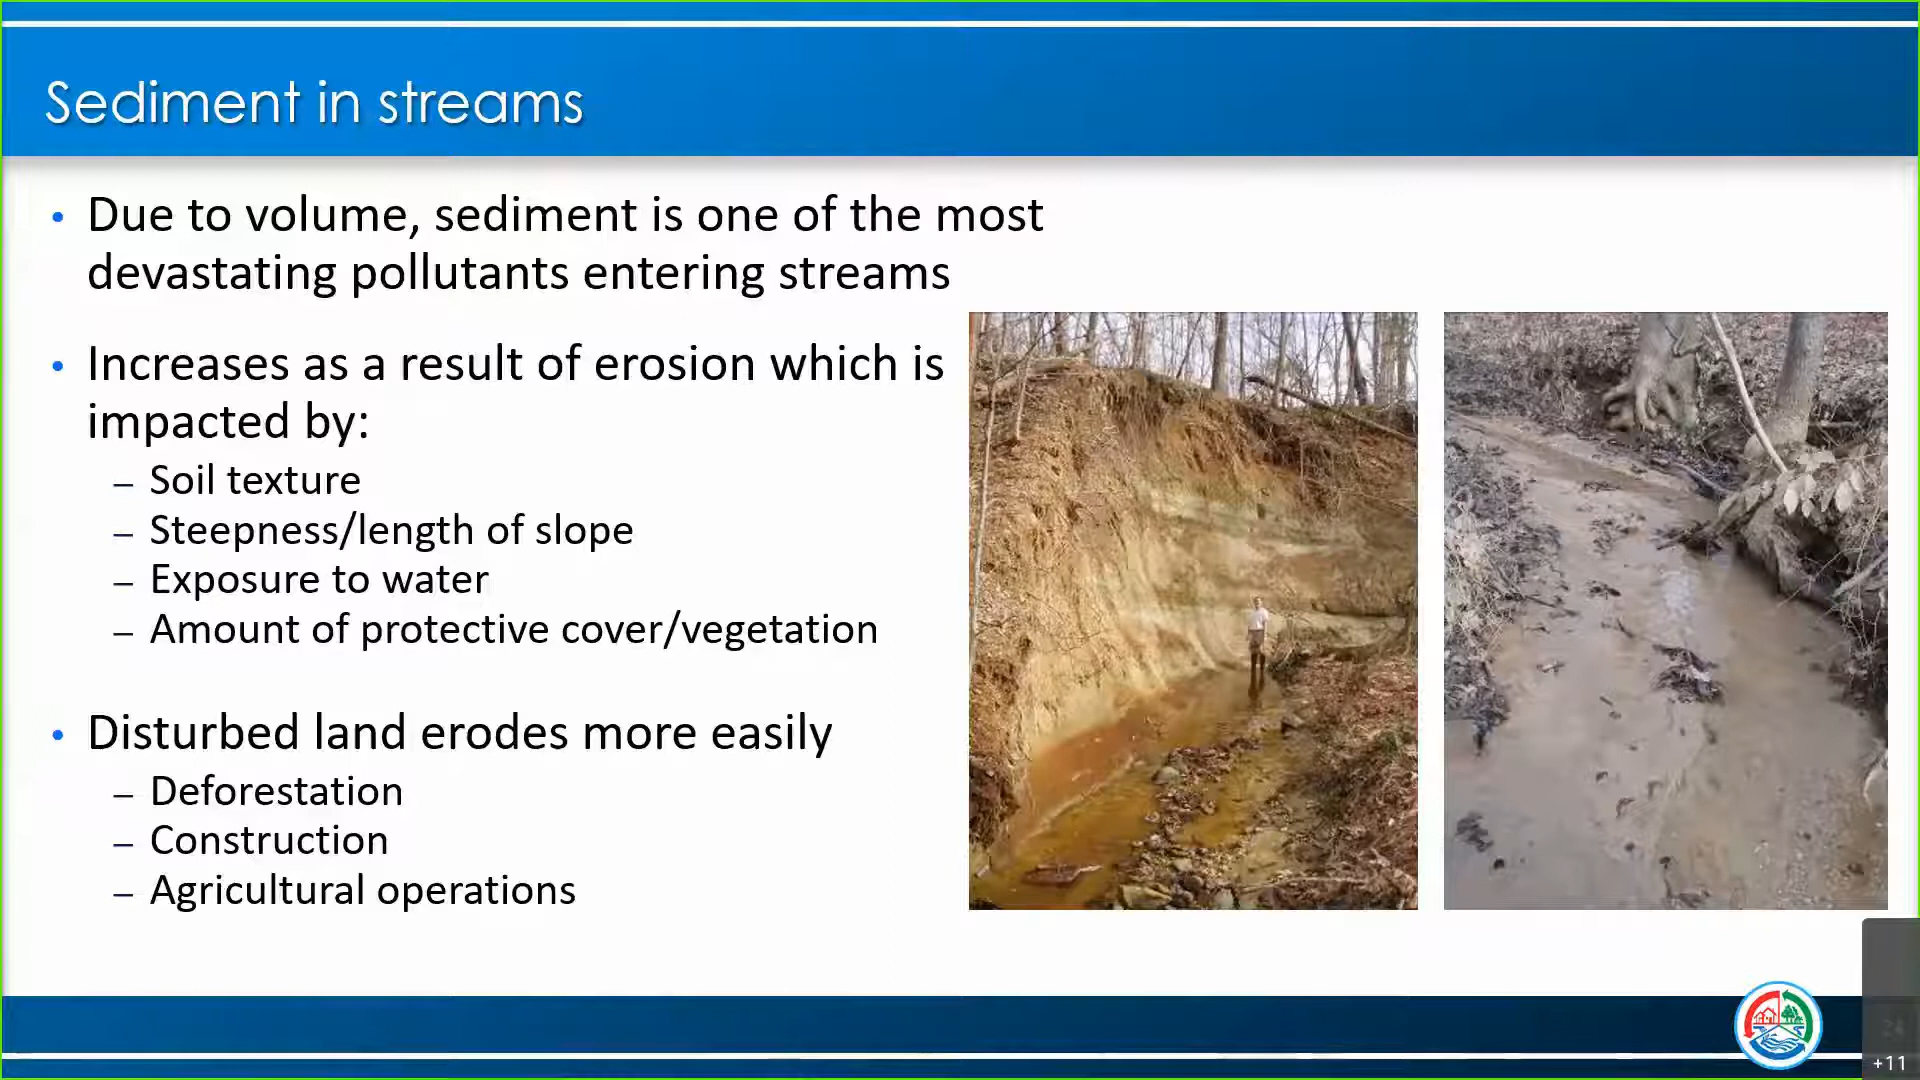 Sediment in streams
• Due to volume, sediment is one of the most
devastating pollutants entering streams
• Increases as a result of erosion which is
impacted by:
– Soil texture
– Steepness/length of slope
– Exposure to water
– Amount of protective cover/vegetation
• Disturbed land erodes more easily
– Deforestation
– Construction
– Agricultural operations
24
+11